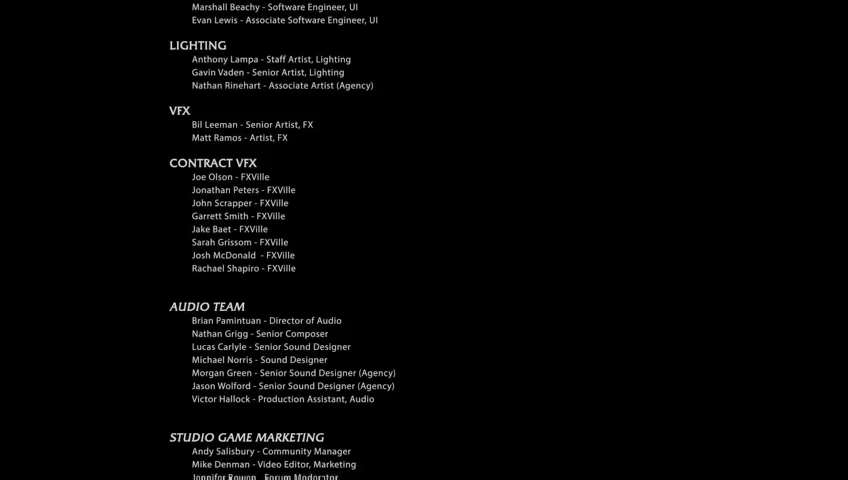 Marshall Beachy - Software Engineer, UI
Evan Lewis - Associate Software Engineer, UI
LIGHTING
Anthony Lampa - Staff Artist, Lighting
Gavin Vaden - Senior Artist, Lighting
Nathan Rinehart - Associate Artist (Agency)
VFX
Bil Leeman - Senior Artist, FX
Matt Ramos - Artist, FX
CONTRACT VFX
Joe Olson - FXVille
Jonathan Peters - FXVille
John Scrapper - FXVille
Garrett Smith - FXVille
Jake Baet - FXVille
Sarah Grissom - FXVille
Josh McDonald - FXVille
Rachael Shapiro - FXVille
AUDIO TEAM
Brian Pamintuan - Director of Audio
Nathan Grigg - Senior Composer
Lucas Carlyle - Senior Sound Designer
Michael Norris - Sound Designer
Morgan Green - Senior Sound Designer (Agency)
Jason Wolford - Senior Sound Designer (Agency)
Victor Hallock - Production Assistant, Audio
STUDIO GAME MARKETING
Andy Salisbury - Community Manager
Mike Denman - Video Editor, Marketing
Jennifer Rowan - Forum Moderator